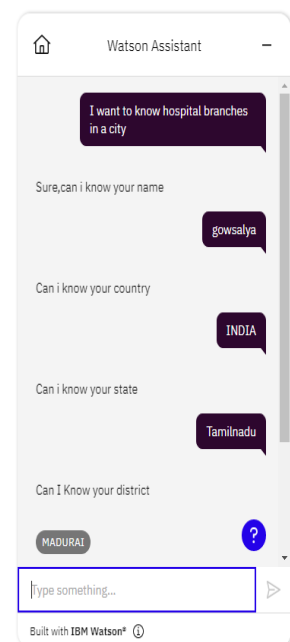 Watson Assistant
I want to know hospital branches
in a city
Sure,can i know your name
gowsalya
Can i know your country
INDIA
Can i know your state
Tamilnadu
Can I Know your district
MADURAI
?
Type something...
Built with IBM Watson® i